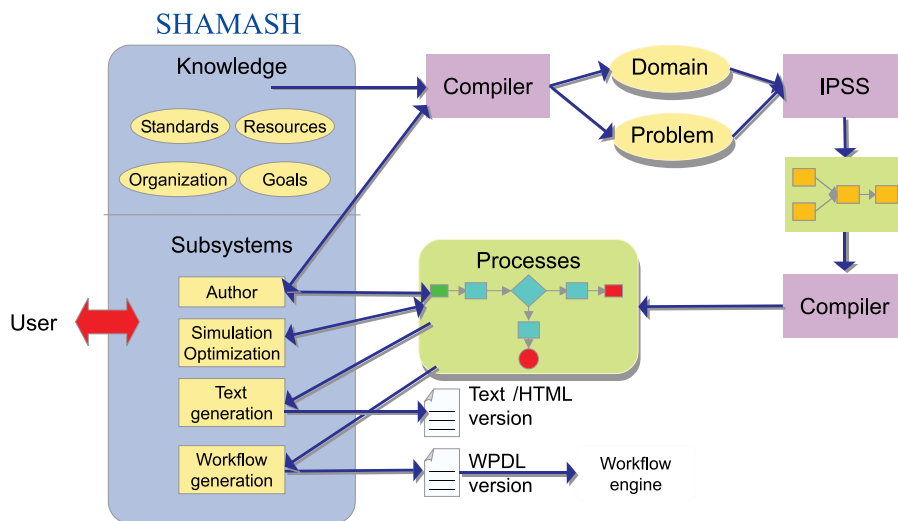 SHAMASH
Knowledge
Standards
Resources
Organization
Goals
Subsystems
Author
Simulation
Optimization
Text
generation
Workflow
generation
User
Compiler
Domain
Problem
IPSS
Compiler
Processes
Text /HTML
version
WPDL
version
Workflow
engine